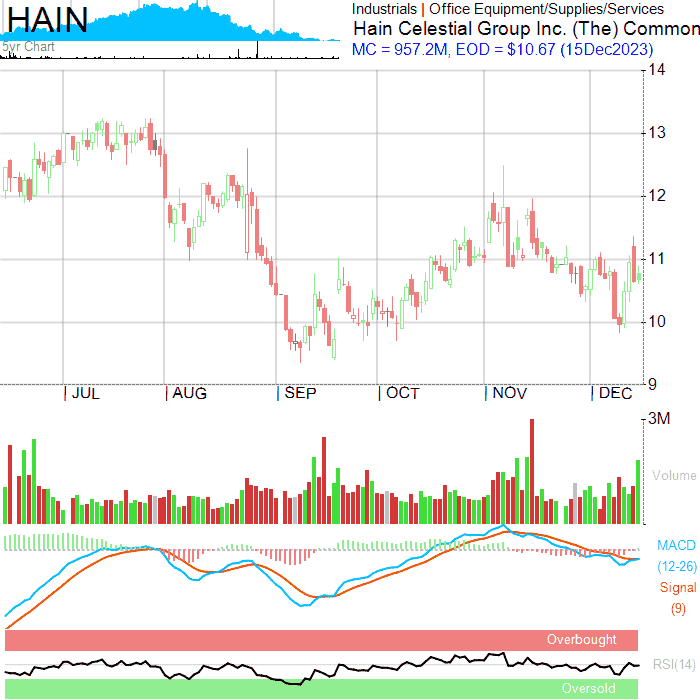 HAIN
5yr Chart
Industrials | Office Equipment/Supplies/Services
Hain Celestial Group Inc. (The) Common
MC = 957.2M, EOD = $10.67 (15Dec2023)
14
13
12
11
10
9
JUL AUG SEP OCT NOV DEC
3M
Volume
MACD
(12-26)
Signal
(9)
Overbought
RSI(14)
Oversold